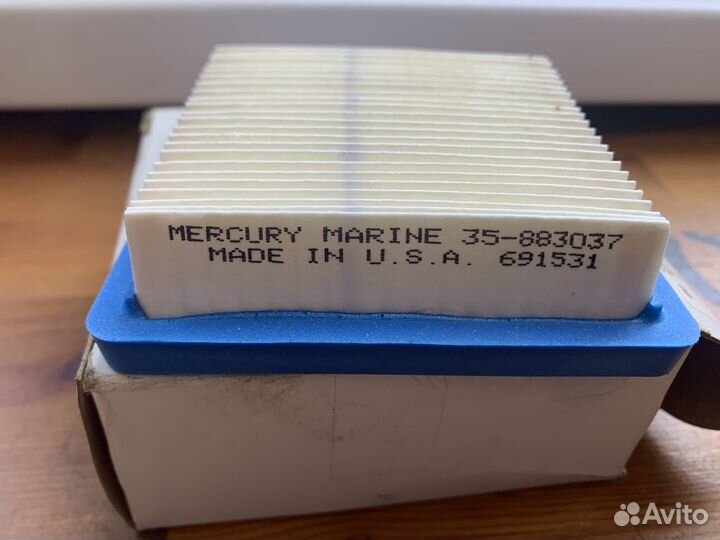 MERCURY MARINE 35-883037
MADE IN U.S.A. 691531
Avito